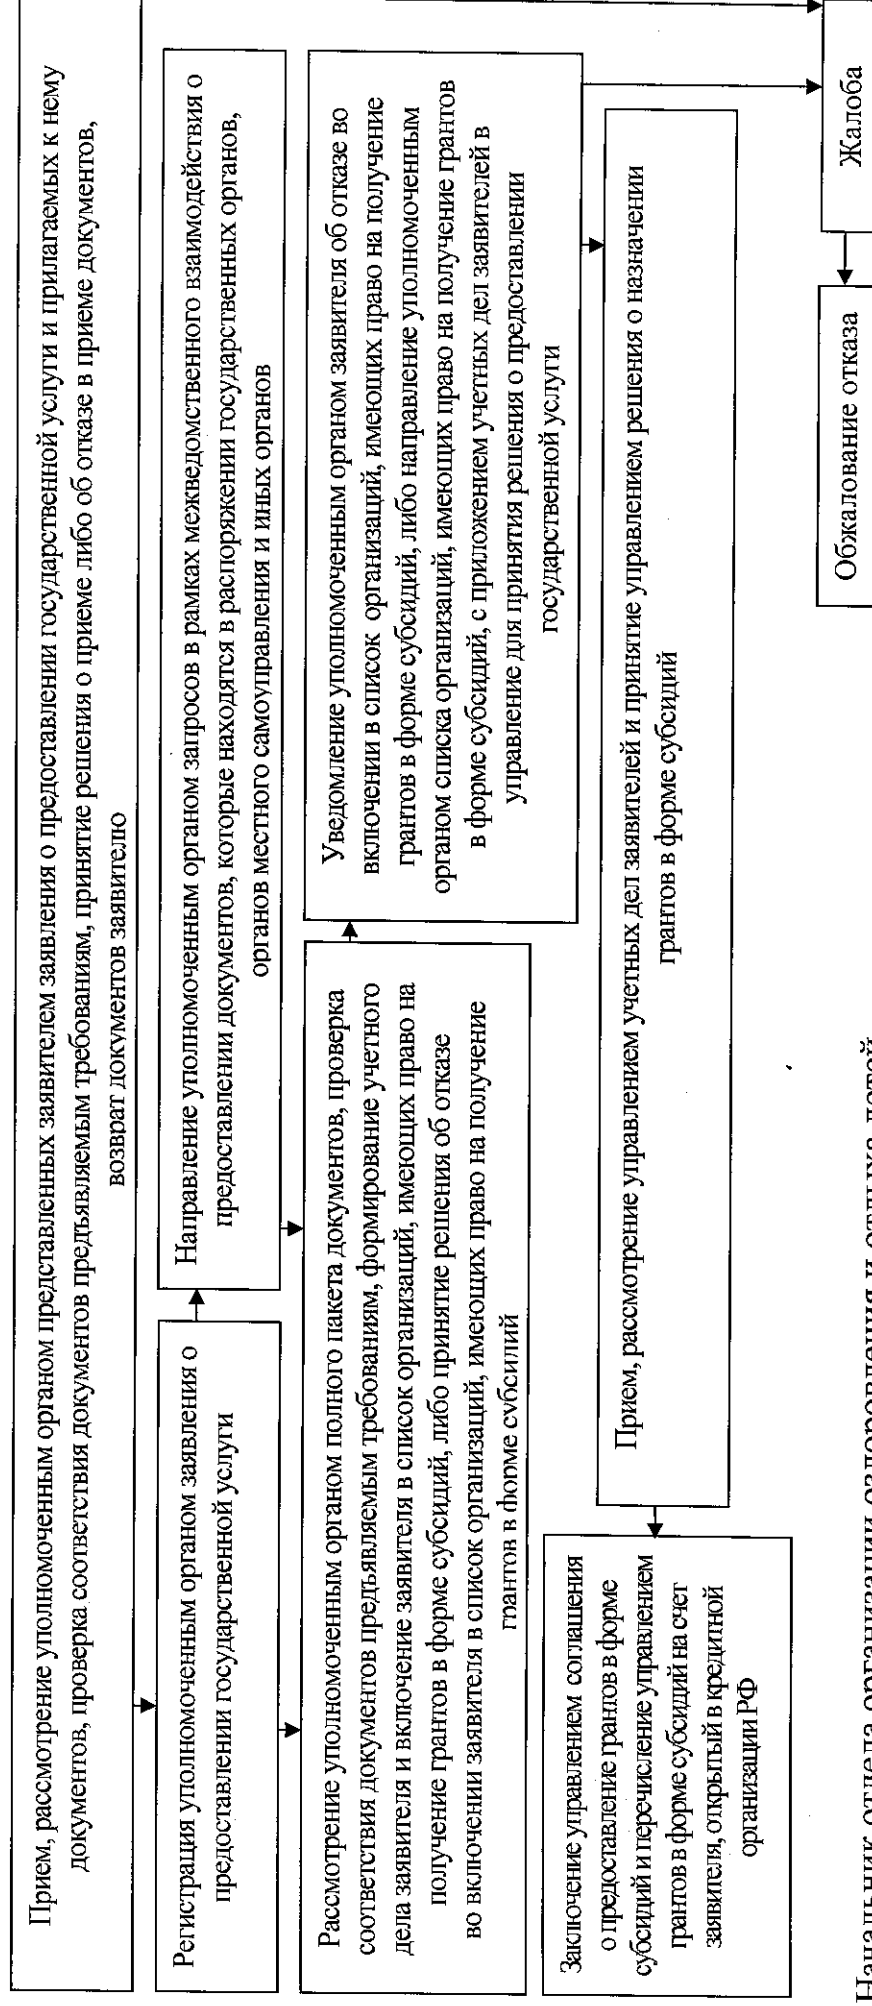 Прием, рассмотрение уполномоченным органом представленных заявителем заявления о предоставлении государственной услуги и прилагаемых к нему
документов, проверка соответствия документов предъявляемым требованиям, принятие решения о приеме либо об отказе в приеме документов,
возврат документов заявителю
Регистрация уполномоченным органом заявления о
предоставлении государственной услуги
Направление уполномоченным органом запросов в рамках межведомственного взаимодействия о
предоставлении документов, которые находятся в распоряжении государственных органов,
органов местного самоуправления и иных органов
Рассмотрение уполномоченным органом полного пакета документов, проверка
соответствия документов предъявляемым требованиям, формирование учетного
дела заявителя и включение заявителя в список организаций, имеющих право на
получение грантов в форме субсидий, либо принятие решения об отказе
во включении заявителя в список организаций, имеющих право на получение
грантов в форме субсидий
Уведомление уполномоченным органом заявителя об отказе во
включении в список организаций, имеющих право на получение
грантов в форме субсидий, либо направление уполномоченным
органом списка организаций, имеющих право на получение грантов
в форме субсидий, с приложением учетных дел заявителей в
управление для принятия решения о предоставлении
государственной услуги
Прием, рассмотрение управлением учетных дел заявителей и принятие управлением решения о назначении
грантов в форме субсидий
Заключение управлением соглашения
о предоставление грантов в форме
субсидий и перечисление управлением
грантов в форме субсидий на счет
заявителя, открытый в кредитной
организации РФ
Обжалование отказа
Жалоба
Начальник отдела организации оздоровления и отдыха детей